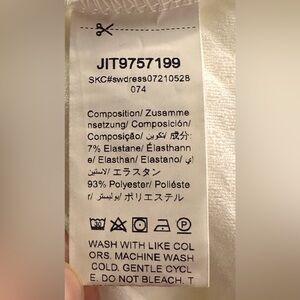 JIT9757199
SKC#swdress07210528
074
Composition/ Zusamme
nsetzung/ Composición/
Composição/ تكوين/ 成分:
7% Elastane/ Élasthann
e/ Elasthan/ Elastano/ إي
لاستين/ エラスタン
93% Polyester/ Poliéste
r/ بوليستر/ ポリエステル
WASH WITH LIKE COL
ORS. MACHINE WASH
COLD. GENTLE CYCL
E. DO NOT BLEACH. T